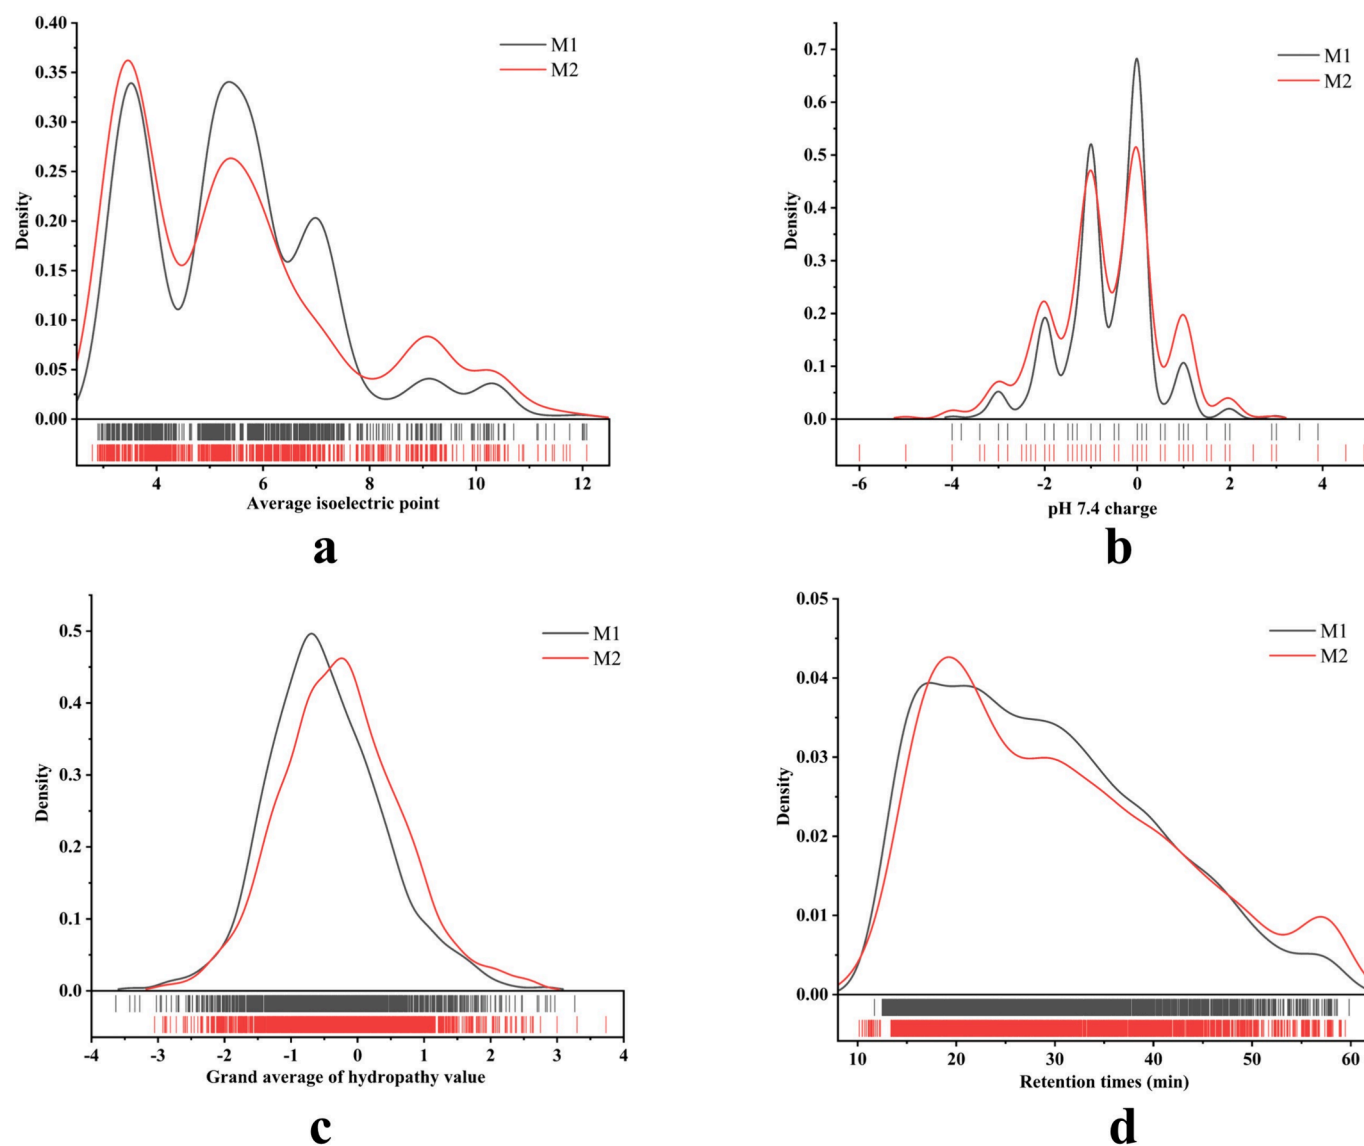 0.40
0.35
0.30
0.25
0.20
0.15
0.10
0.05
0.00
Density
M1
M2
4 6 8 10 12
Average isoelectric point
a
0.7
0.6
0.5
0.4
0.3
0.2
0.1
0.0
Density
M1
M2
-6 -4 -2 0 2 4
pH 7.4 charge
b
0.5
0.4
0.3
0.2
0.1
0.0
Density
M1
M2
-4 -3 -2 -1 0 1 2 3 4
Grand average of hydropathy value
c
0.05
0.04
0.03
0.02
0.01
0.00
Density
M1
M2
10 20 30 40 50 60
Retention times (min)
d